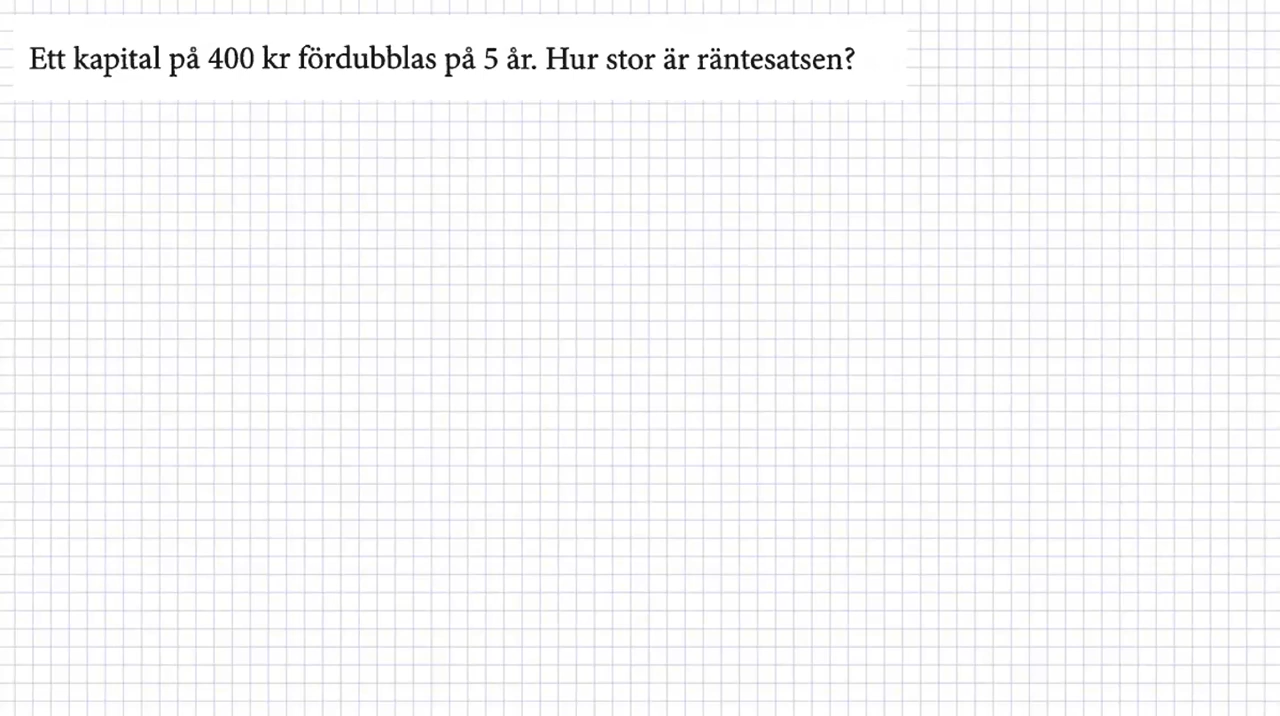 Ett kapital på 400 kr fördubblas på 5 år. Hur stor är räntesatsen?